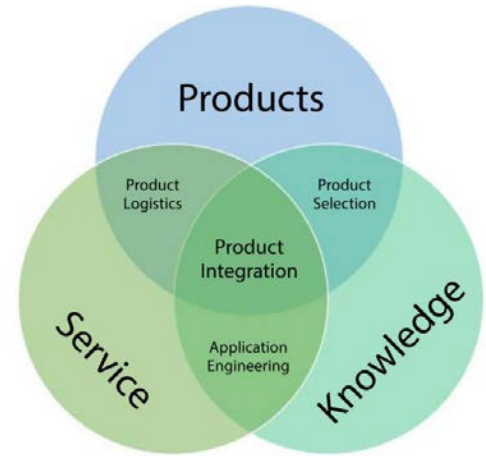 Products
Product
Logistics
Product
Selection
Product
Integration
Service
Knowledge
Application
Engineering